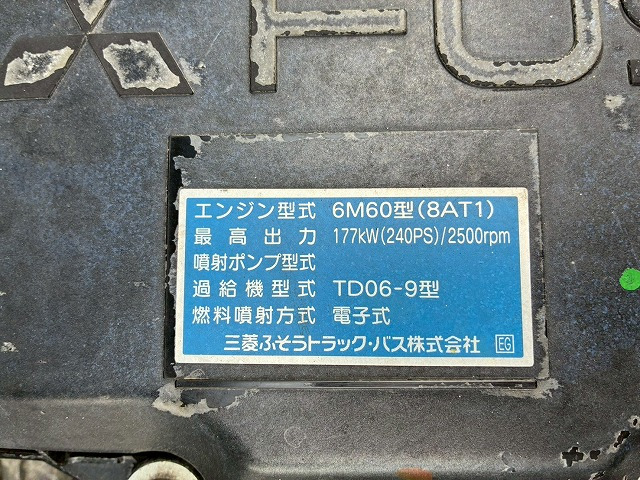 FUS
エンジン型式 6M60型(8AT1)
最高出力 177kW(240PS)/2500rpm
噴射ポンプ型式
過給機型式 TD06-9型
燃料噴射方式 電子式
三菱ふそうトラック・バス株式会社 EG